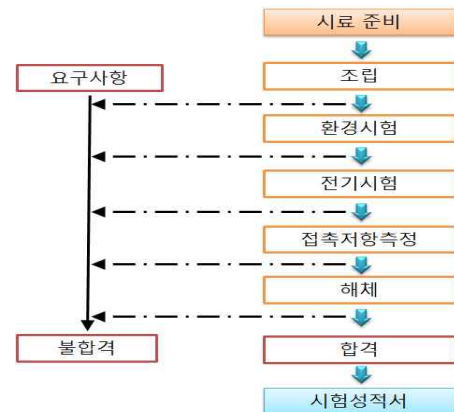 시료 준비
요구사항
조립
환경시험
전기시험
접촉저항측정
해체
불합격
합격
시험성적서